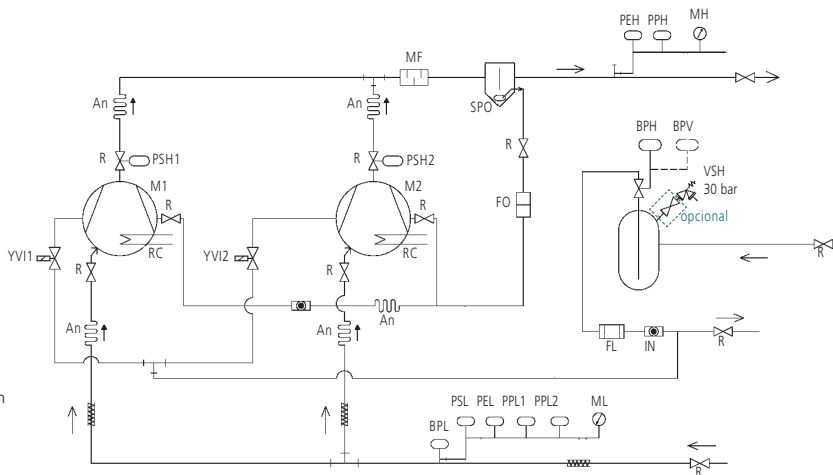 MH
PEH PPH
MF
An
An
SPO
BPH BPV
R
PSH1
R
PSH2
R
VSH
30 bar
M1
M2
R
R
FO
opcional
YVI1
RC
YVI2
RC
R
R
R
An
An
An
FL
IN
R
n
PSL PEL PPL1 PPL2
ML
BPL
R